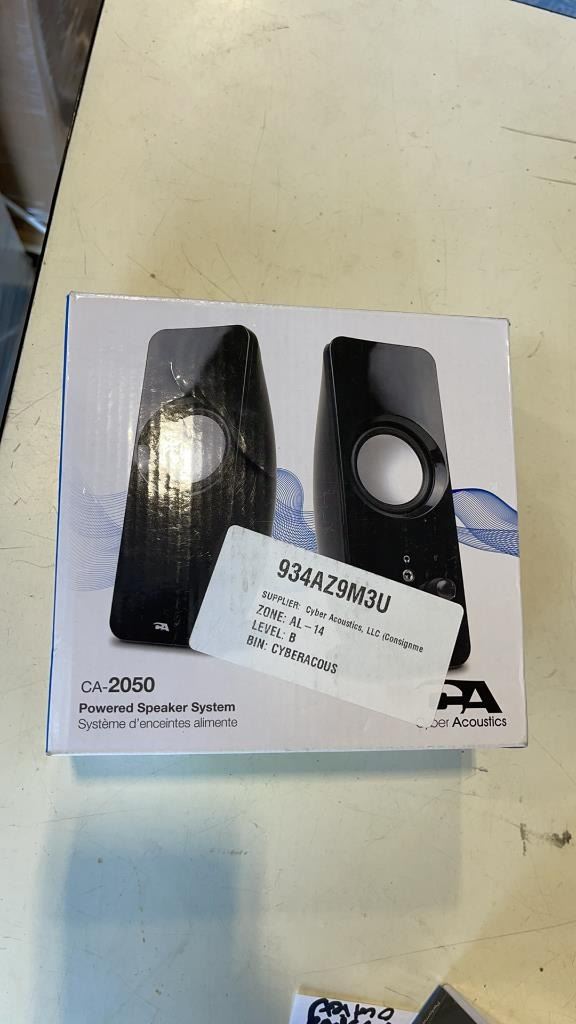 934AZ9M3U
SUPPLIER: Cyber Acoustics, LLC (Consignme
ZONE: AL-14
LEVEL: B
BIN: CYBERACOUS
CA
CA-2050
Powered Speaker System
Système d'enceintes alimente
CA
Cyber Acoustics